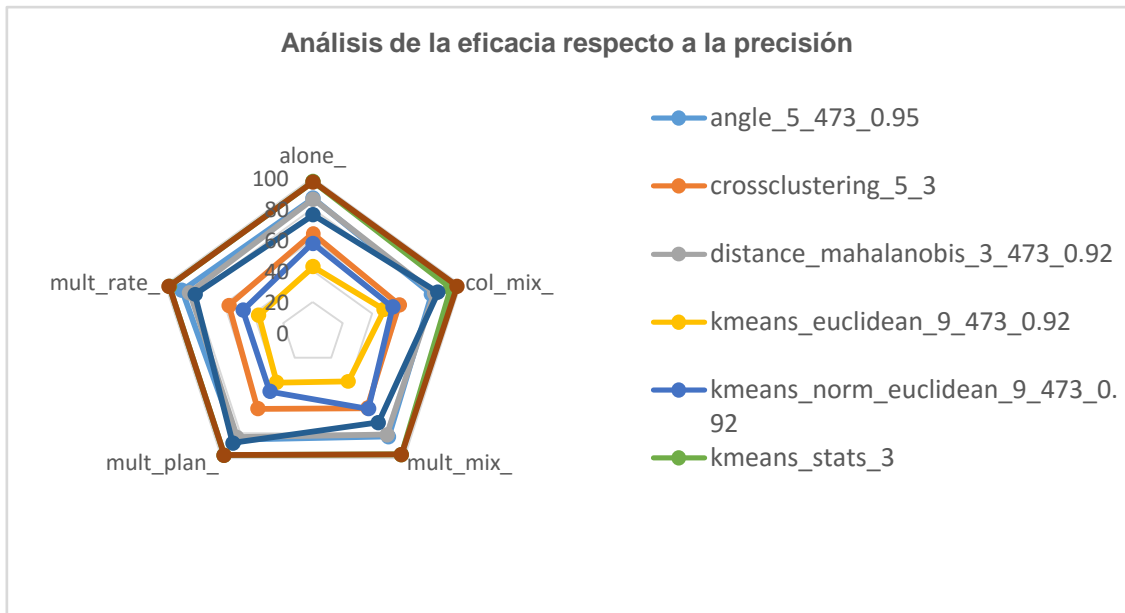 Análisis de la eficacia respecto a la precisión
alone_
100
80
60
40
20
0
col_mix_
mult_mix_
mult_plan_
mult_rate_
angle_5_473_0.95
crossclustering_5_3
distance_mahalanobis_3_473_0.92
kmeans_euclidean_9_473_0.92
kmeans_norm_euclidean_9_473_0.
92
kmeans_stats_3